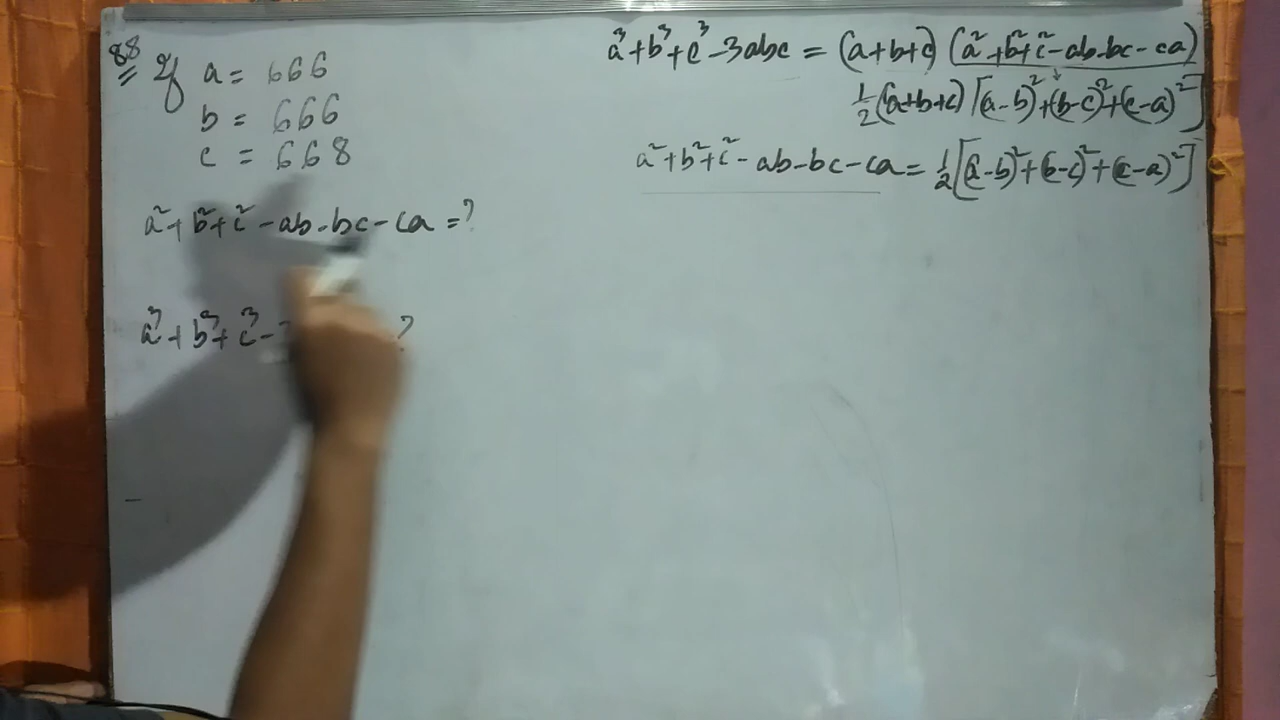 88 If a = 666
b = 666
c = 668
a²+b²+c²-ab-bc-ca=?
a³+b³+c³- ?
a³+b³+c³-3abc = (a+b+c) (a²+b²+c²-ab-bc-ca)
½(a+b+c) [(a-b)²+(b-c)²+(c-a)²]
a²+b²+c²-ab-bc-ca= ½[(a-b)²+(b-c)²+(c-a)²]